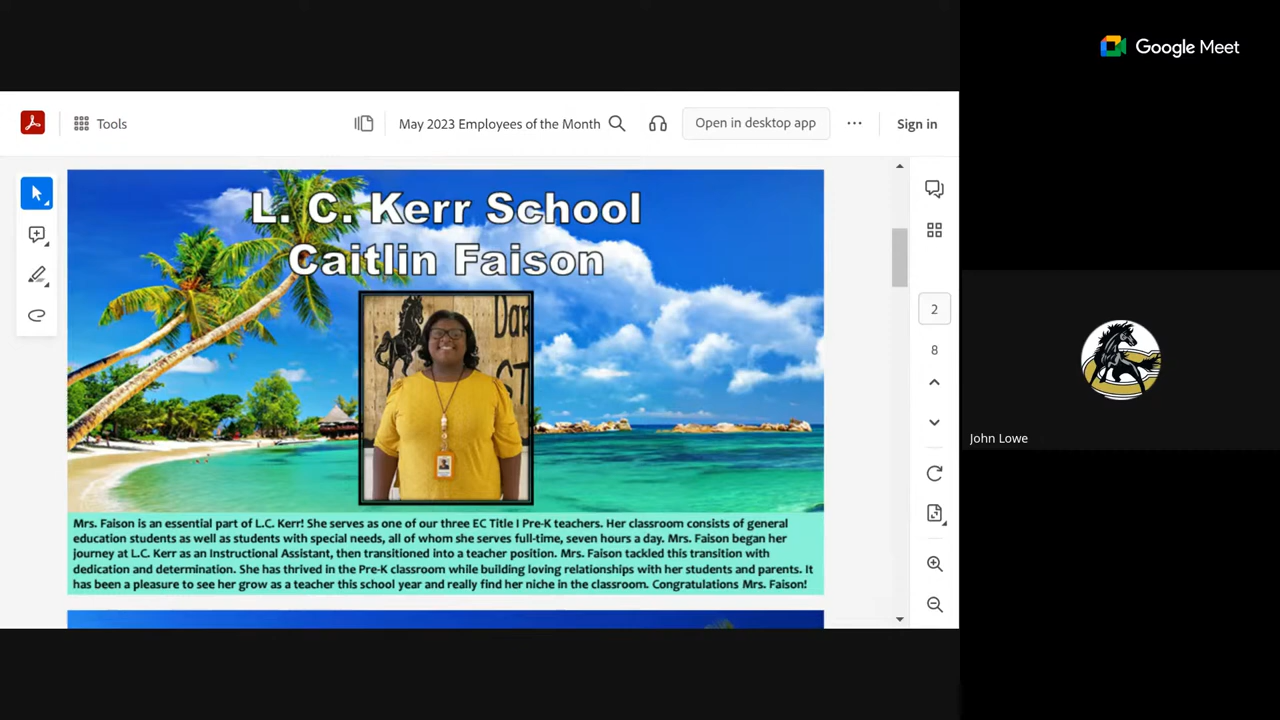 Google Meet
Tools
May 2023 Employees of the Month
Open in desktop app
Sign in
L. C. Kerr School
Caitlin Faison
Mrs. Faison is an essential part of L.C. Kerr! She serves as one of our three EC Title I Pre-K teachers. Her classroom consists of general
education students as well as students with special needs, all of whom she serves full-time, seven hours a day. Mrs. Faison began her
journey at L.C. Kerr as an Instructional Assistant, then transitioned into a teacher position. Mrs. Faison tackled this transition with
dedication and determination. She has thrived in the Pre-K classroom while building loving relationships with her students and parents. It
has been a pleasure to see her grow as a teacher this school year and really find her niche in the classroom. Congratulations Mrs. Faison!
2
8
John Lowe